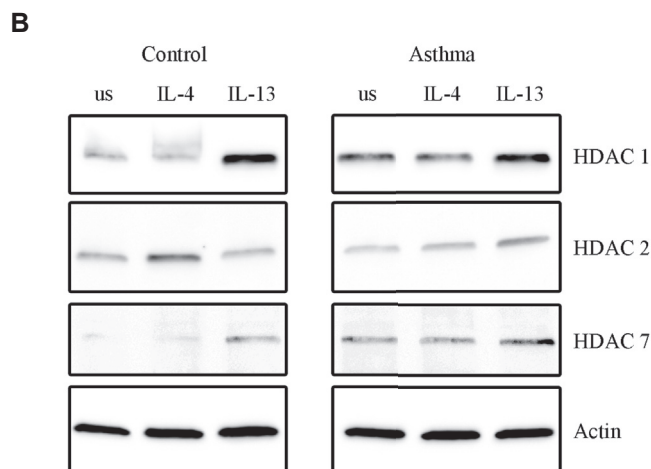 B
Control Asthma
us IL-4 IL-13 us IL-4 IL-13
HDAC 1
HDAC 2
HDAC 7
Actin